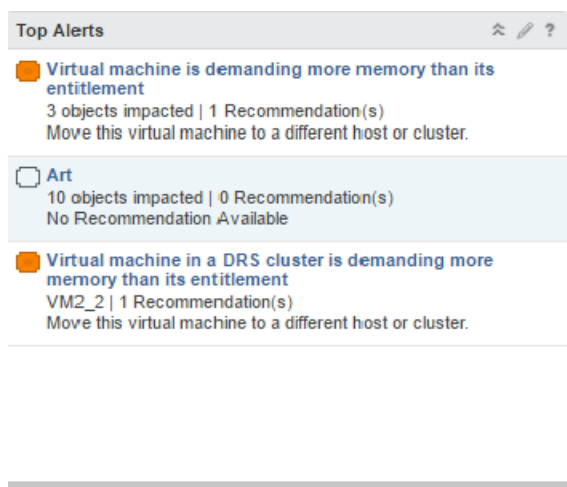 Top Alerts ?
Virtual machine is demanding more memory than its
entitlement
3 objects impacted | 1 Recommendation(s)
Move this virtual machine to a different host or cluster.
Art
10 objects impacted | 0 Recommendation(s)
No Recommendation Available
Virtual machine in a DRS cluster is demanding more
memory than its entitlement
VM2_2 | 1 Recommendation(s)
Move this virtual machine to a different host or cluster.